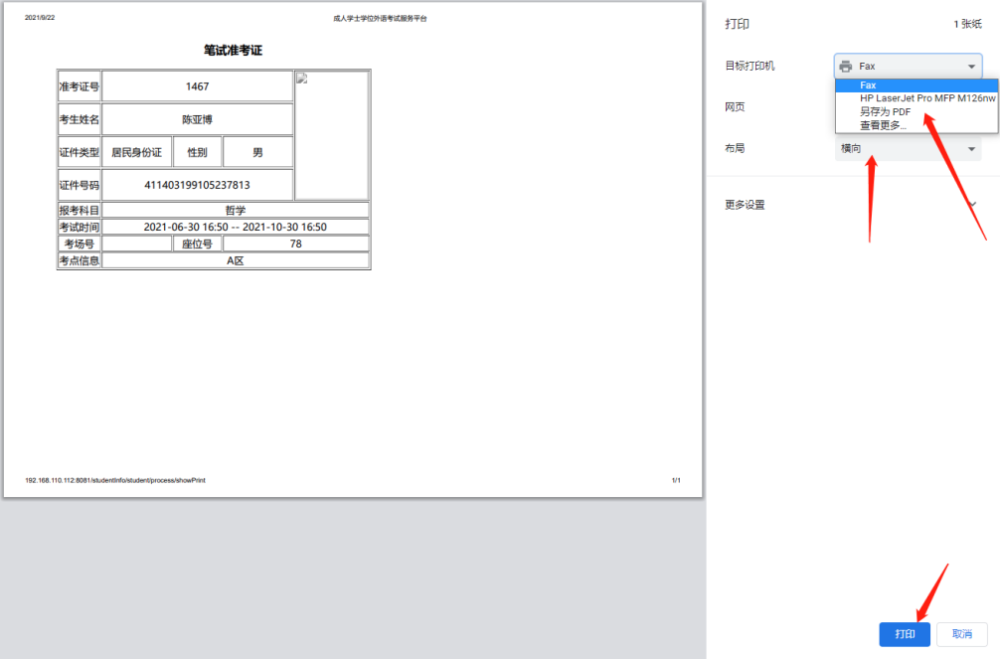 2021/9/22
成人学士学位外语考试服务平台
笔试准考证
准考证号 1467
考生姓名 陈亚博
证件类型 居民身份证 性别 男
证件号码 411403199105237813
报考科目 哲学
考试时间 2021-06-30 16:50 -- 2021-10-30 16:50
考场号 座位号 78
考点信息 A区
192.168.110.112:8081/studentInfo/student/process/showPrint
1/1
打印 1 张纸
目标打印机 Fax
Fax
HP LaserJet Pro MFP M126nw
网页
另存为 PDF
查看更多...
布局 横向
更多设置
打印 取消